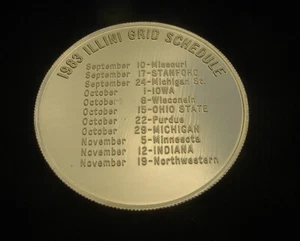 1983 ILLINI GRID SCHEDULE
September 10-Missouri
September 17-STANFORD
September 24-Michigan St.
October 1-IOWA
October 8-Wisconsin
October 15-OHIO STATE
October 22-Purdue
October 29-MICHIGAN
November 5-Minnesota
November 12-INDIANA
November 19-Northwestern